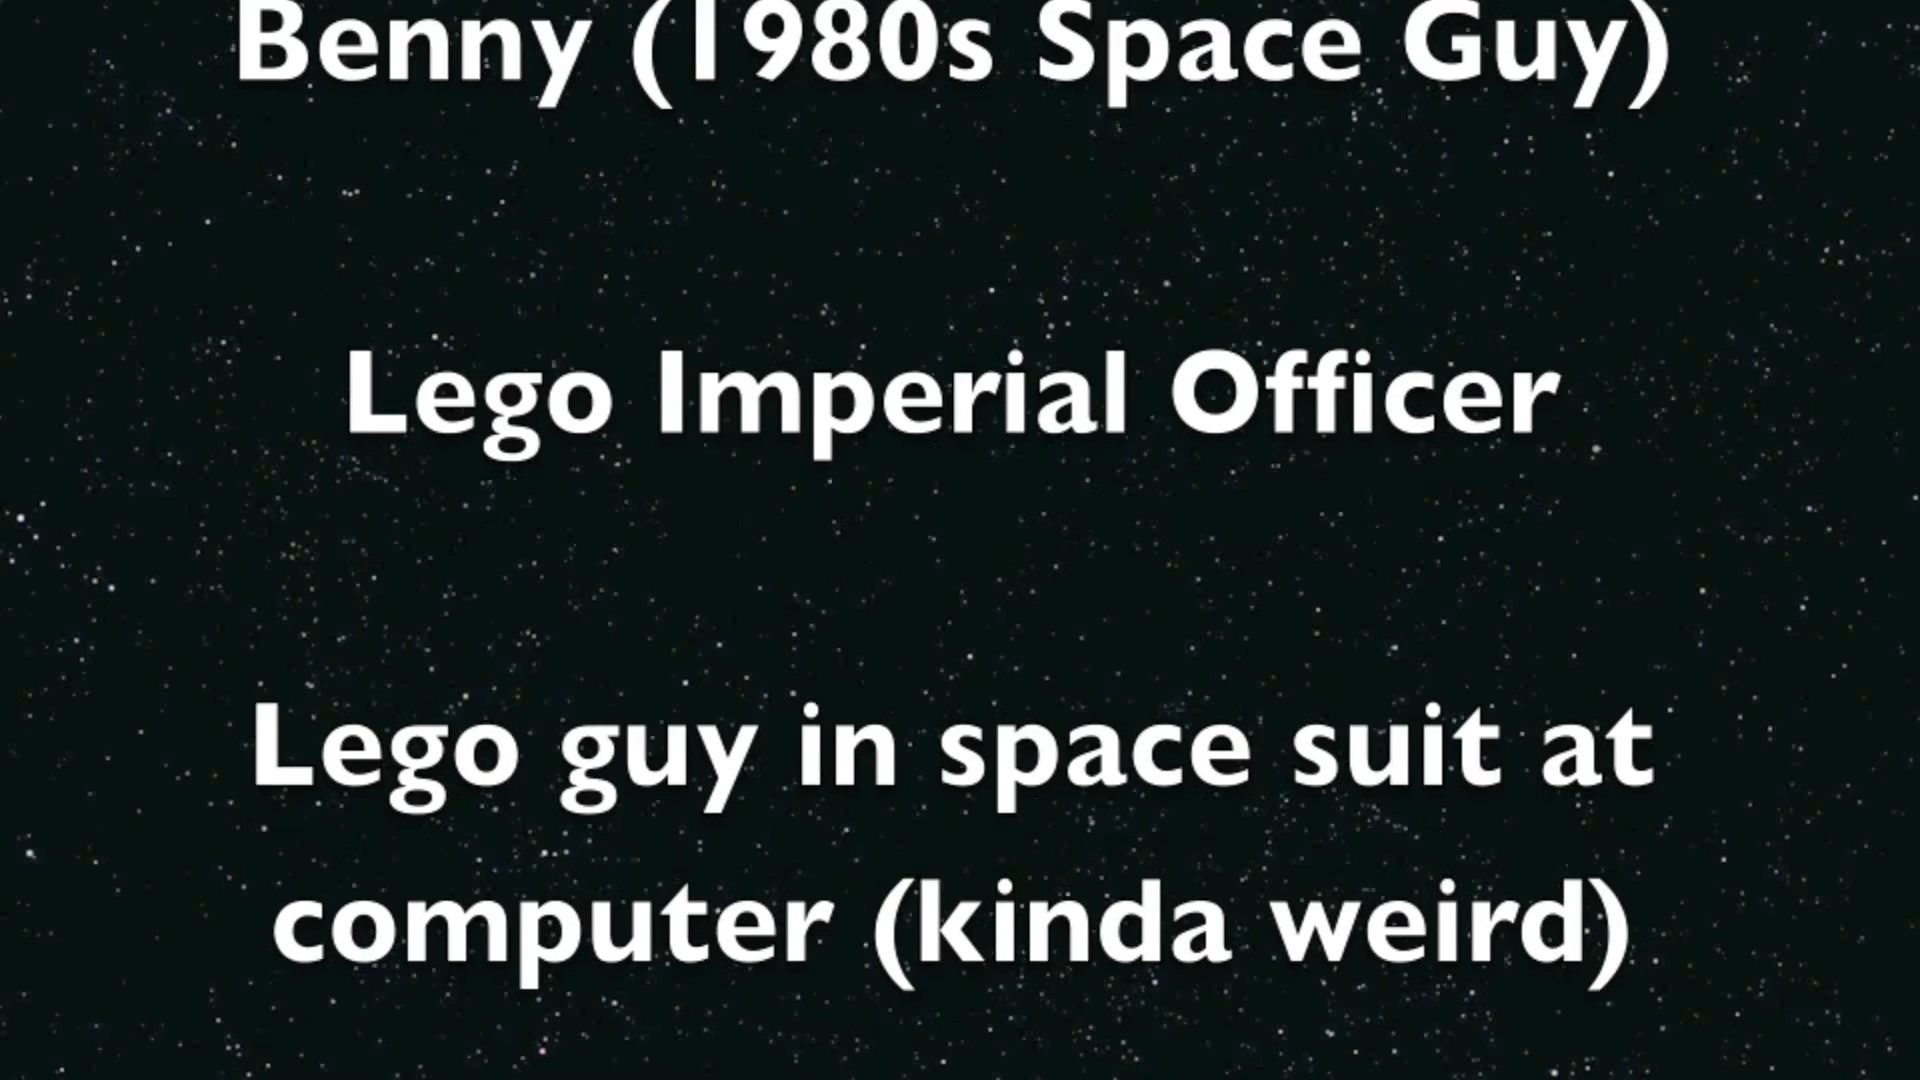 Benny (1980s Space Guy)
Lego Imperial Officer
Lego guy in space suit at
computer (kinda weird)